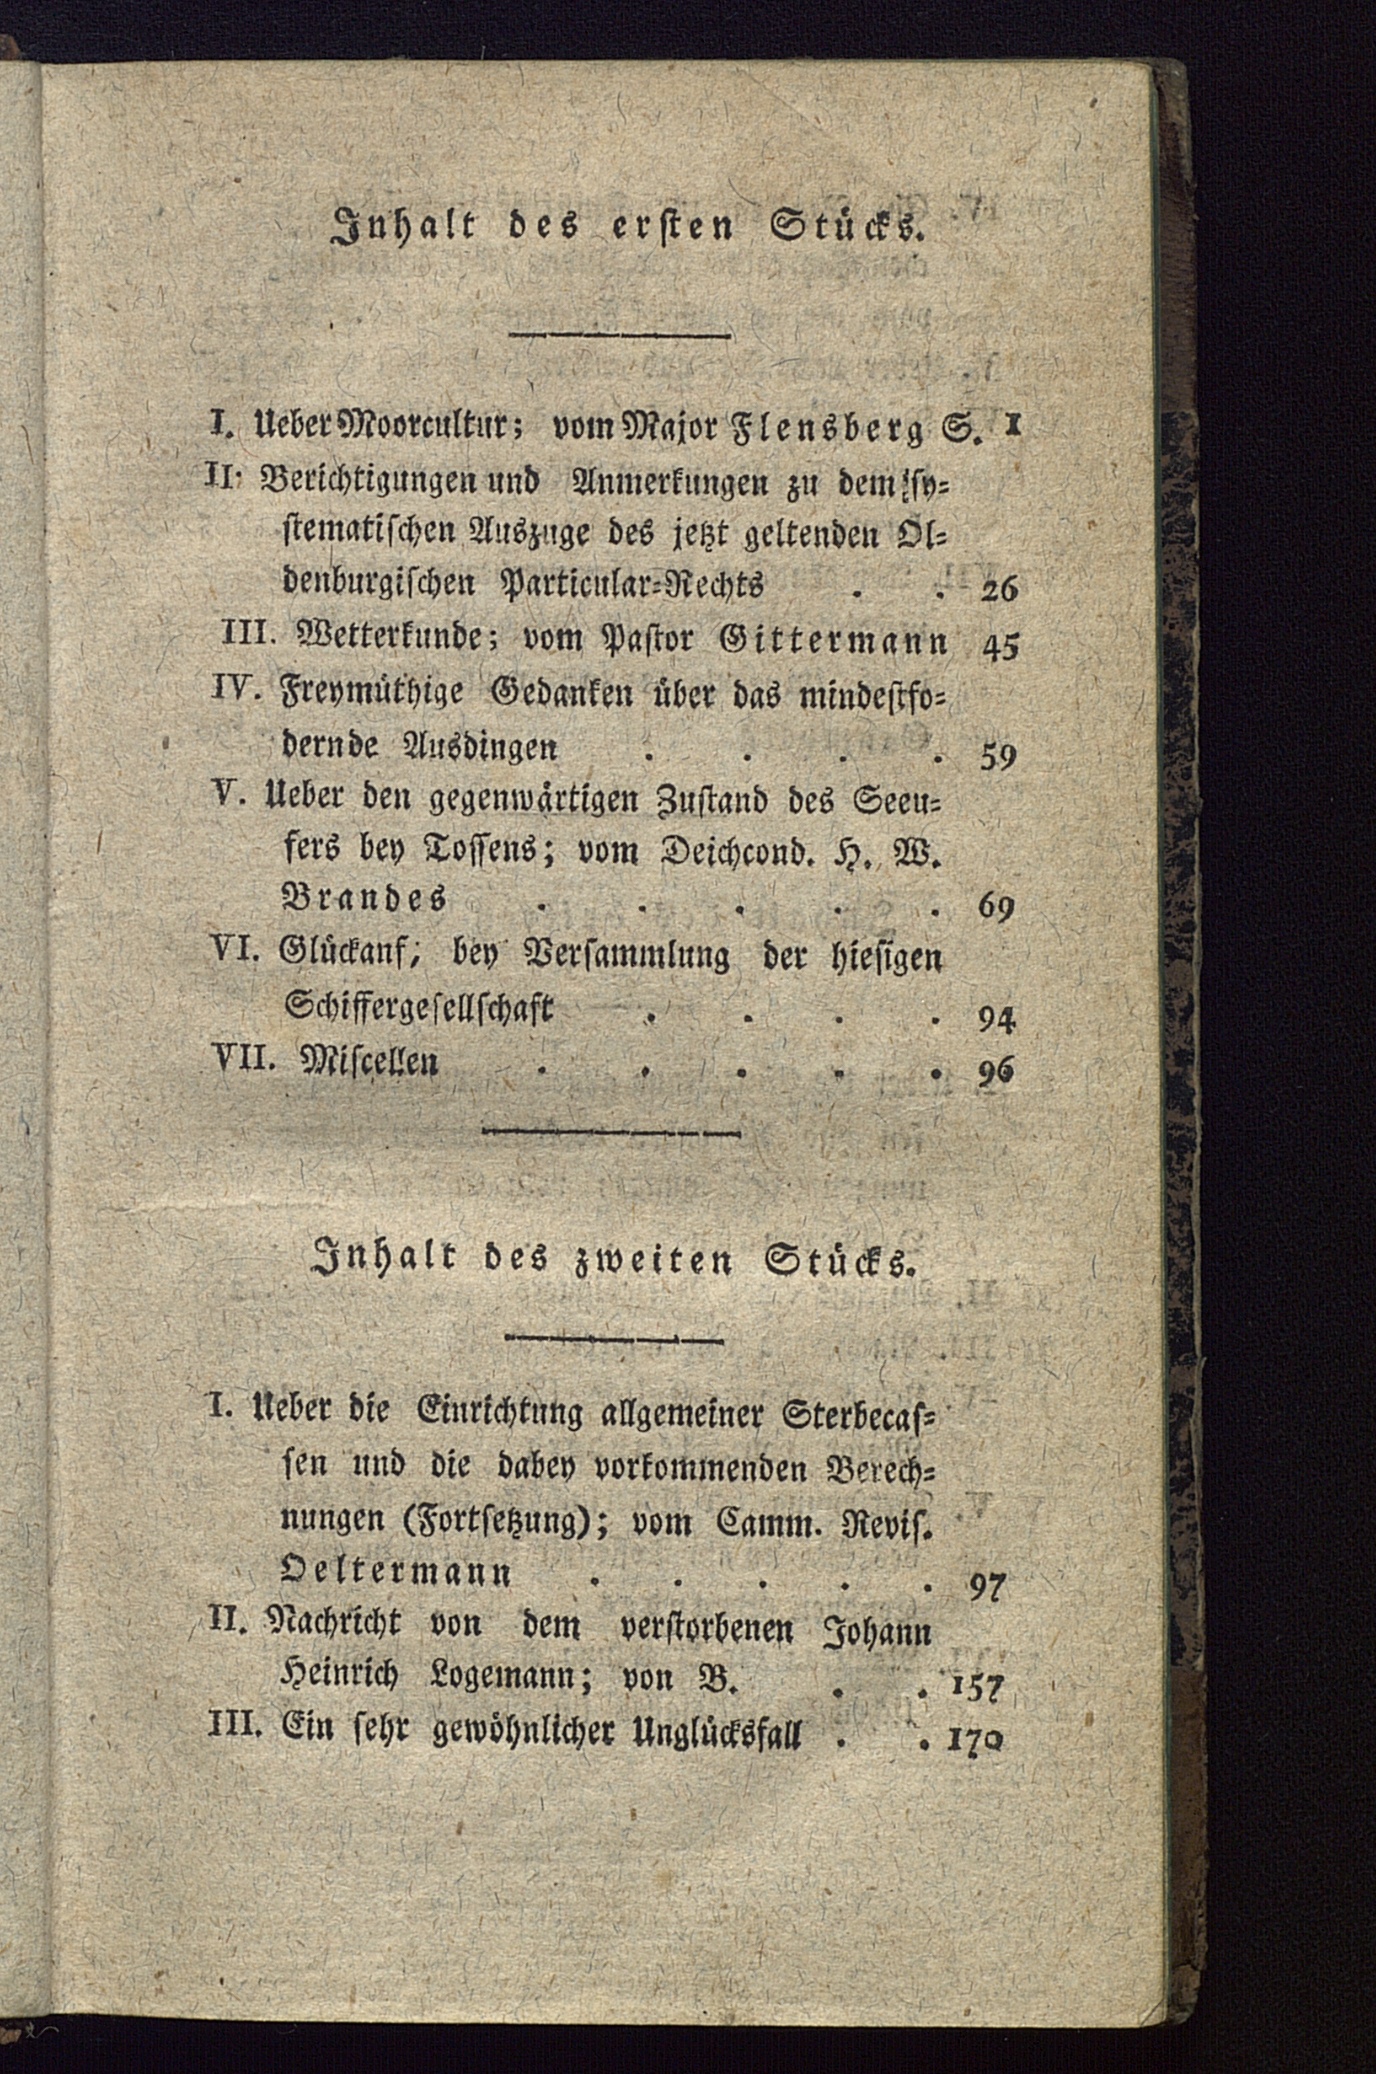 Inhalt des ersten Stücks.
I. Ueber Moorcultur; vom Major Flensberg S. 1
II. Berichtigungen und Anmerkungen zu dem sy-
stematischen Auszuge des jetzt geltenden Ol-
denburgischen Particular-Rechts . . 26
III. Wetterkunde; vom Pastor Gittermann 45
IV. Freymüthige Gedanken über das mindestfo-
dernde Ausdingen . . . . 59
V. Ueber den gegenwärtigen Zustand des Seeu-
fers bey Tossens; vom Deichcond. H. W.
Brandes . . . . . 69
VI. Glückauf; bey Versammlung der hiesigen
Schiffergesellschaft . . . . 94
VII. Miscellen . . . . . 96
Inhalt des zweiten Stücks.
I. Ueber die Einrichtung allgemeiner Sterbecas-
sen und die dabey vorkommenden Berech-
nungen (Fortsetzung); vom Camm. Revis.
Oeltermann . . . . . 97
II. Nachricht von dem verstorbenen Johann
Heinrich Logemann; von B. . . 157
III. Ein sehr gewöhnlicher Unglücksfall . . 170